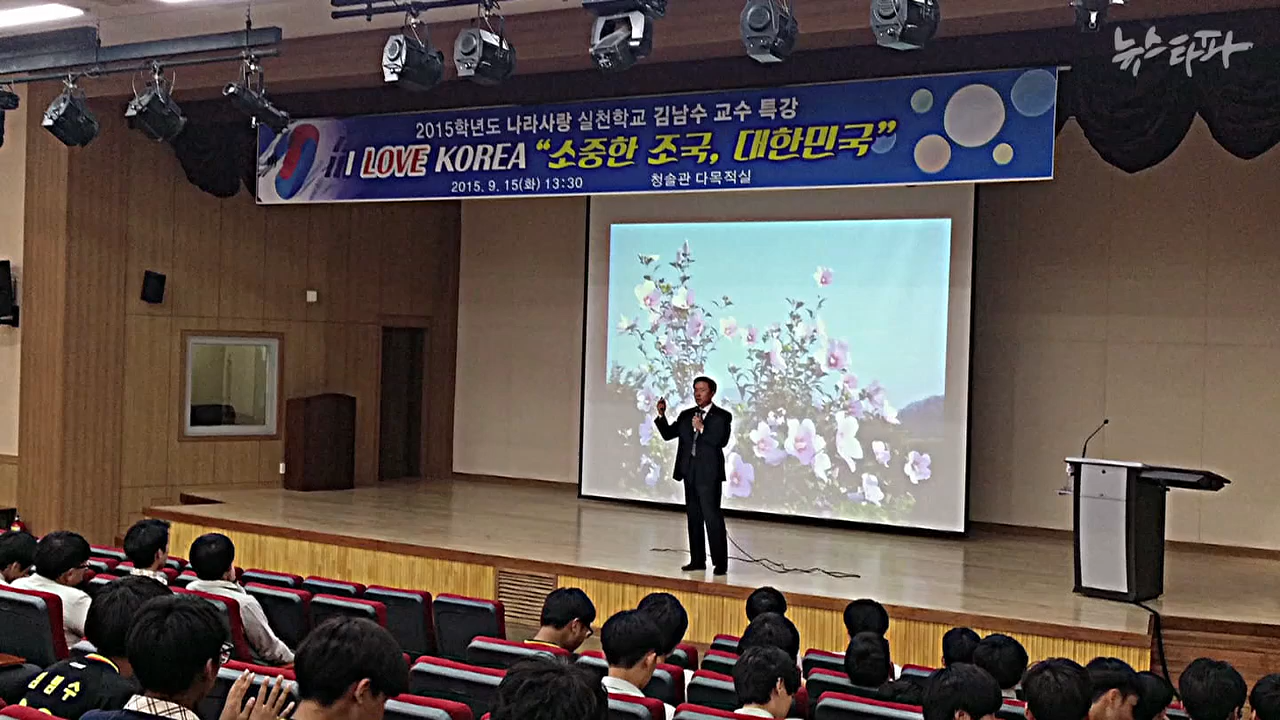 뉴스타파
2015학년도 나라사랑 실천학교 김남수 교수 특강
I LOVE KOREA “소중한 조국, 대한민국”
2015. 9. 15(화) 13:30 청솔관 다목적실